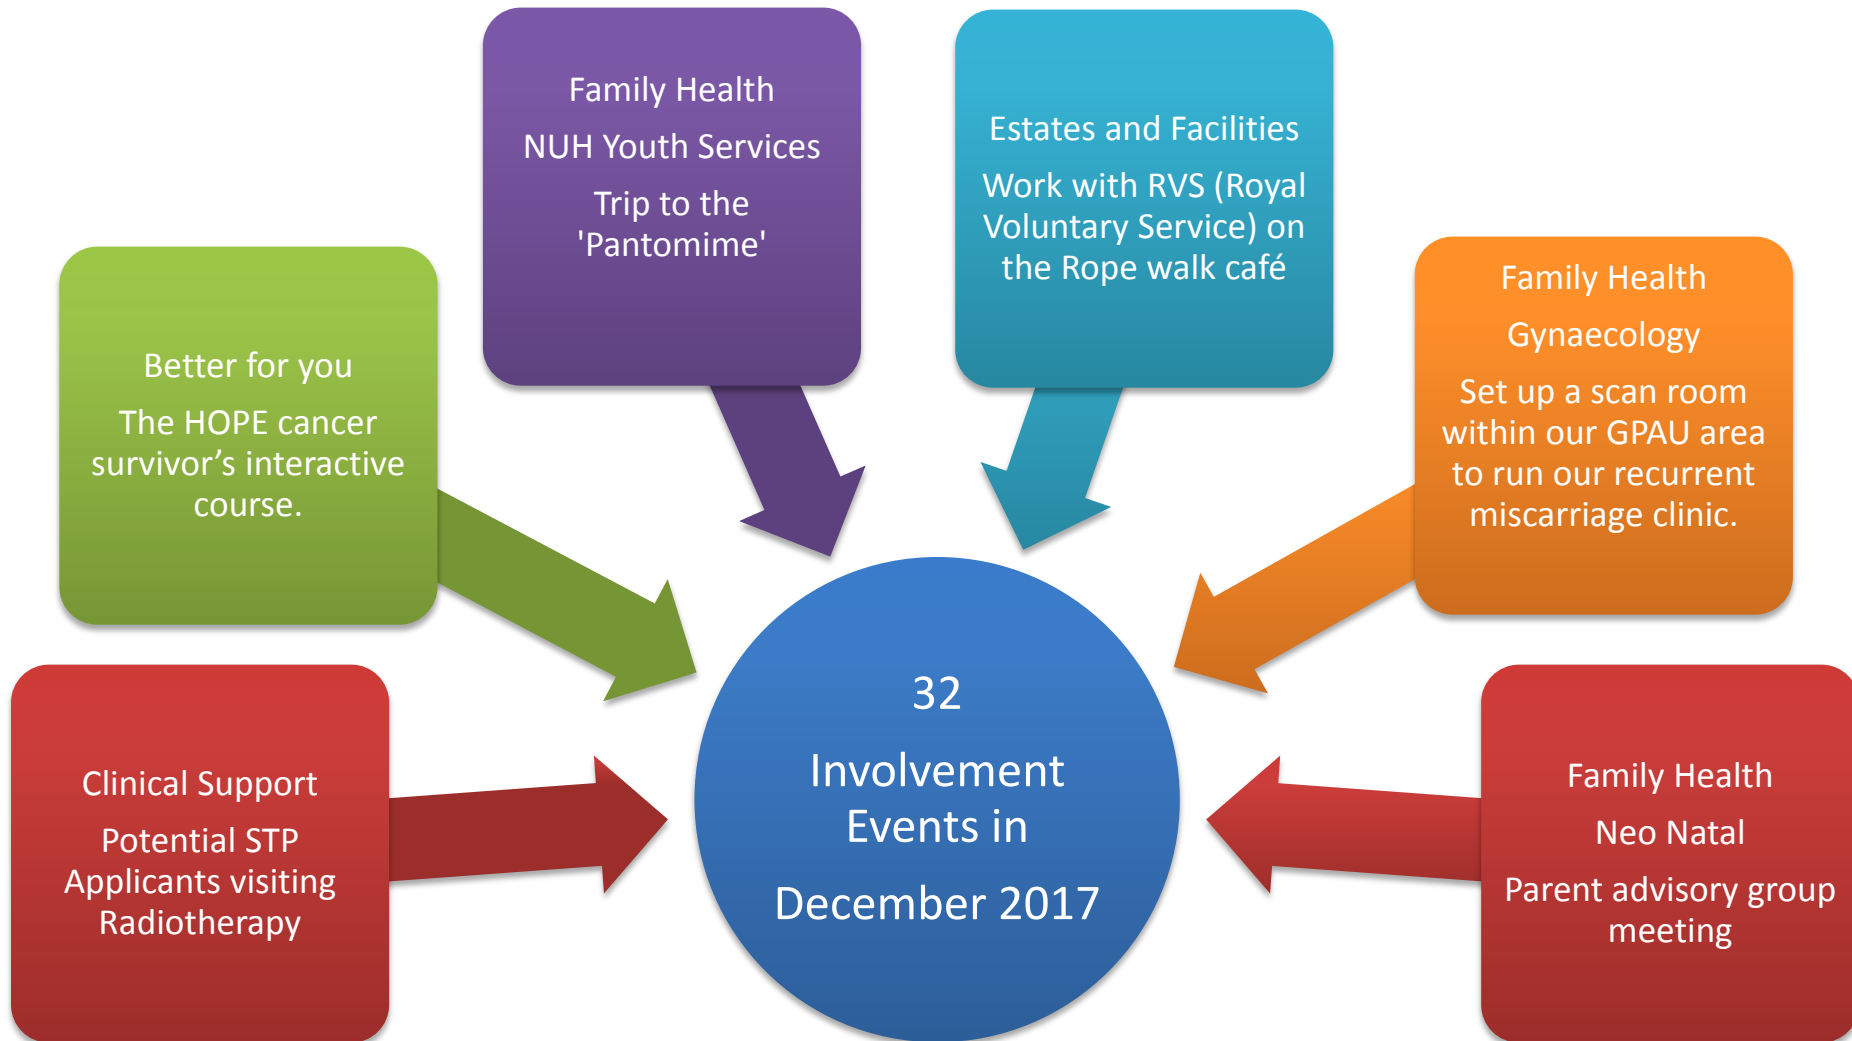 Family Health
NUH Youth Services
Trip to the
'Pantomime'
Estates and Facilities
Work with RVS (Royal
Voluntary Service) on
the Rope walk café
Better for you
The HOPE cancer
survivor’s interactive
course.
Family Health
Gynaecology
Set up a scan room
within our GPAU area
to run our recurrent
miscarriage clinic.
Clinical Support
Potential STP
Applicants visiting
Radiotherapy
32
Involvement
Events in
December 2017
Family Health
Neo Natal
Parent advisory group
meeting